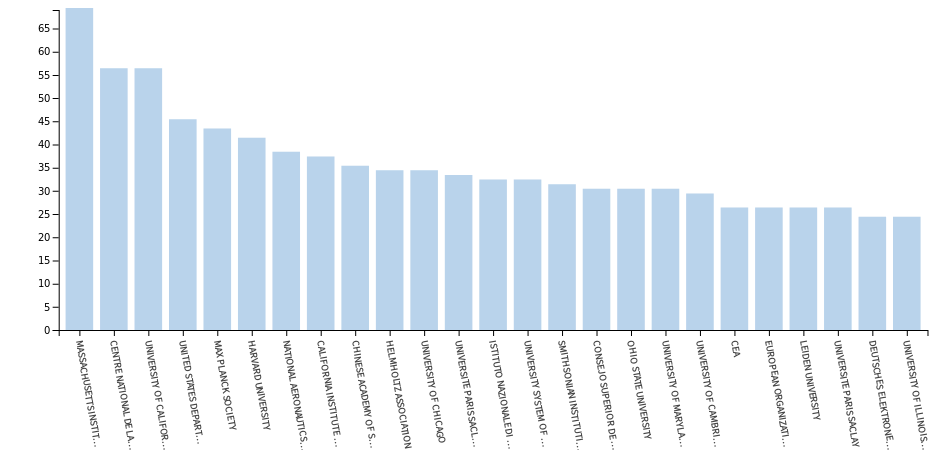 65
60
55
50
45
40
35
30
25
20
15
10
5
0
MASSACHUSETTS INSTIT...
CENTRE NATIONAL DE LA...
UNIVERSITY OF CALIFOR...
UNITED STATES DEPART...
MAX PLANCK SOCIETY
HARVARD UNIVERSITY
NATIONAL AERONAUTICS...
CALIFORNIA INSTITUTE ...
CHINESE ACADEMY OF S...
HELMHOLTZ ASSOCIATION
UNIVERSITY OF CHICAGO
UNIVERSITE PARIS SACL...
ISTITUTO NAZIONALE DI ...
UNIVERSITY SYSTEM OF ...
SMITHSONIAN INSTITUTI...
CONSEJO SUPERIOR DE...
OHIO STATE UNIVERSITY
UNIVERSITY OF MARYLA...
UNIVERSITY OF CAMBRI...
CEA
EUROPEAN ORGANIZATI...
LEIDEN UNIVERSITY
UNIVERSITE PARIS SACLAY
DEUTSCHES ELEKTRONE...
UNIVERSITY OF ILLINOIS...